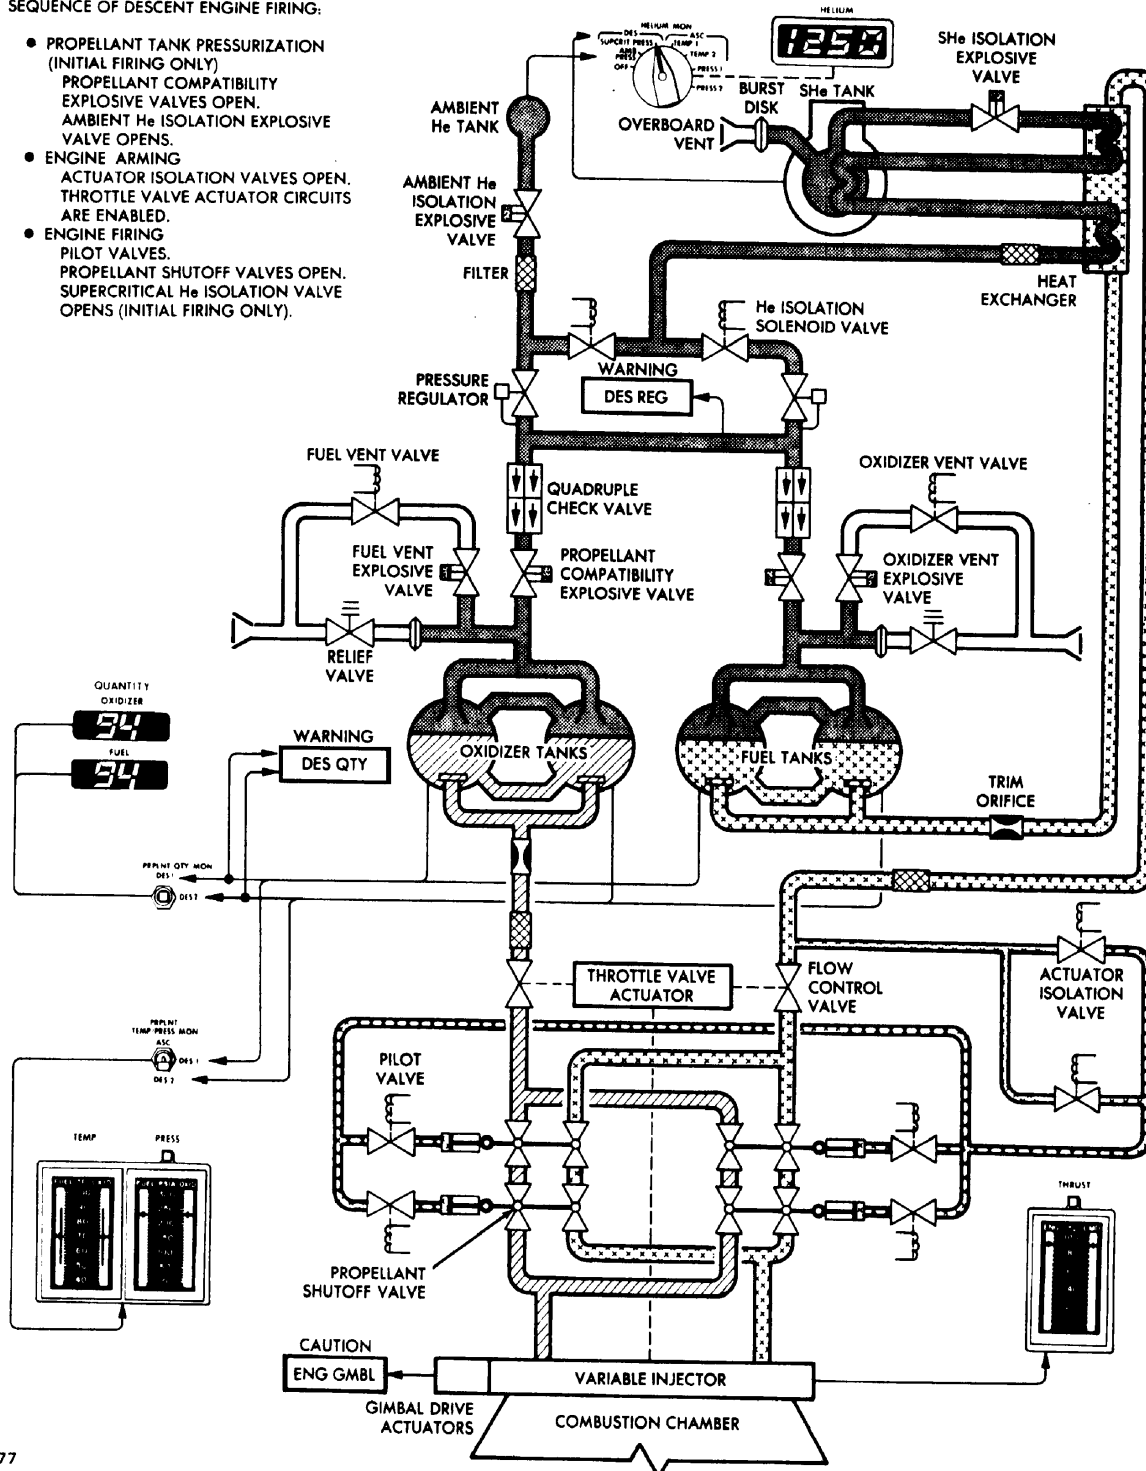 SEQUENCE OF DESCENT ENGINE FIRING:
● PROPELLANT TANK PRESSURIZATION
(INITIAL FIRING ONLY)
PROPELLANT COMPATIBILITY
EXPLOSIVE VALVES OPEN.
AMBIENT He ISOLATION EXPLOSIVE
VALVE OPENS.
● ENGINE ARMING
ACTUATOR ISOLATION VALVES OPEN.
THROTTLE VALVE ACTUATOR CIRCUITS
ARE ENABLED.
● ENGINE FIRING
PILOT VALVES.
PROPELLANT SHUTOFF VALVES OPEN.
SUPERCRITICAL He ISOLATION VALVE
OPENS (INITIAL FIRING ONLY).
HELIUM MON
DES
ASC
SUPCRIT PRESS
TEMP 1
AMB
PRESS
TEMP 2
OFF
PRESS 1
PRESS 2
HELIUM
1250
SHe ISOLATION
EXPLOSIVE
VALVE
BURST
DISK
SHe TANK
AMBIENT
He TANK
OVERBOARD
VENT
AMBIENT He
ISOLATION
EXPLOSIVE
VALVE
FILTER
HEAT
EXCHANGER
He ISOLATION
SOLENOID VALVE
WARNING
DES REG
PRESSURE
REGULATOR
FUEL VENT VALVE
OXIDIZER VENT VALVE
QUADRUPLE
CHECK VALVE
FUEL VENT
EXPLOSIVE
VALVE
PROPELLANT
COMPATIBILITY
EXPLOSIVE VALVE
OXIDIZER VENT
EXPLOSIVE
VALVE
RELIEF
VALVE
QUANTITY
OXIDIZER
94
FUEL
94
WARNING
DES QTY
OXIDIZER TANKS
FUEL TANKS
TRIM
ORIFICE
PRPLNT QTY MON
DES 1
DES 2
THROTTLE VALVE
ACTUATOR
FLOW
CONTROL
VALVE
ACTUATOR
ISOLATION
VALVE
PRPLNT
TEMP/PRESS MON
ASC
DES 1
DES 2
PILOT
VALVE
TEMP
PRESS
THRUST
PROPELLANT
SHUTOFF VALVE
CAUTION
ENG GMBL
GIMBAL DRIVE
ACTUATORS
VARIABLE INJECTOR
COMBUSTION CHAMBER
77